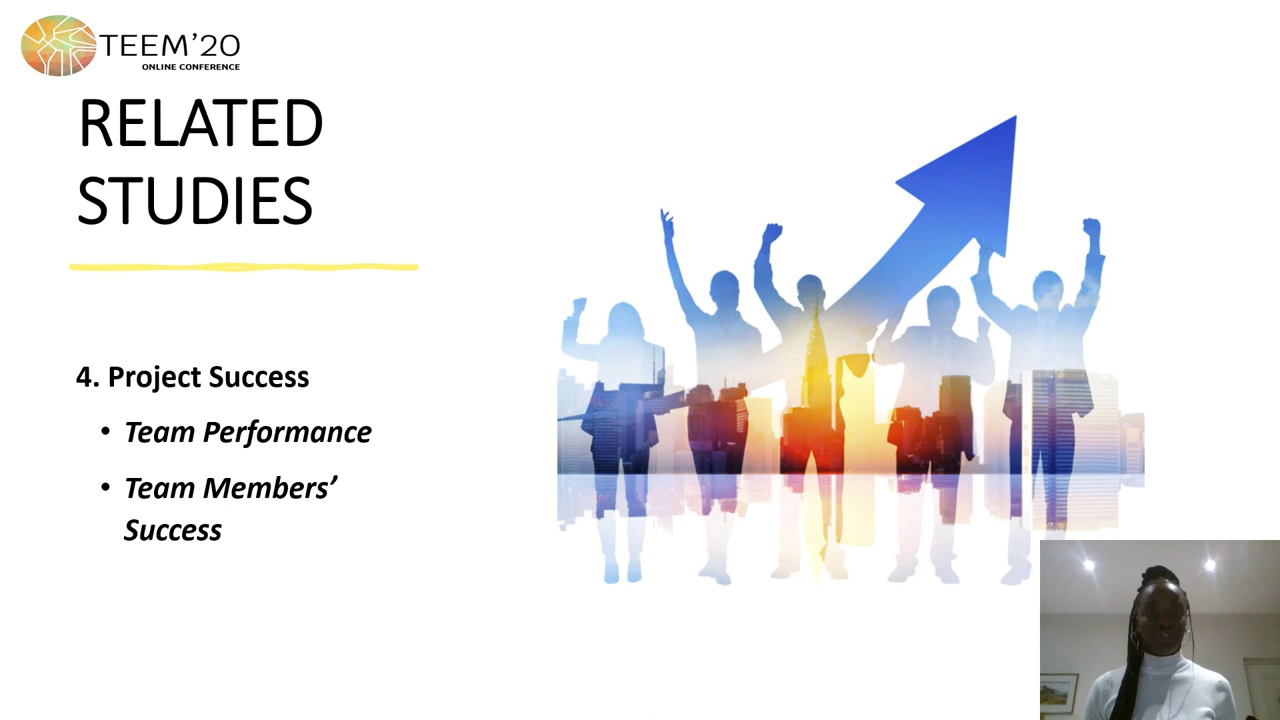 TEEM’20
ONLINE CONFERENCE
RELATED
STUDIES
4. Project Success
• Team Performance
• Team Members’
Success